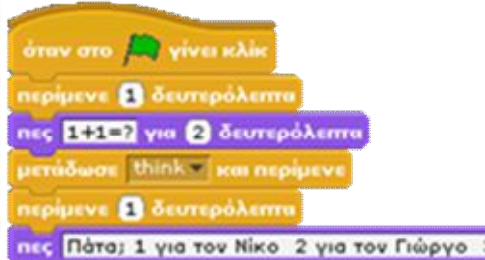 όταν στο γίνει κλίκ
περίμενε 1 δευτερόλεπτα
πες 1+1=? για 2 δευτερόλεπτα
μετάδωσε think και περίμενε
περίμενε 1 δευτερόλεπτα
πες Πάτα; 1 για τον Νίκο 2 για τον Γιώργο